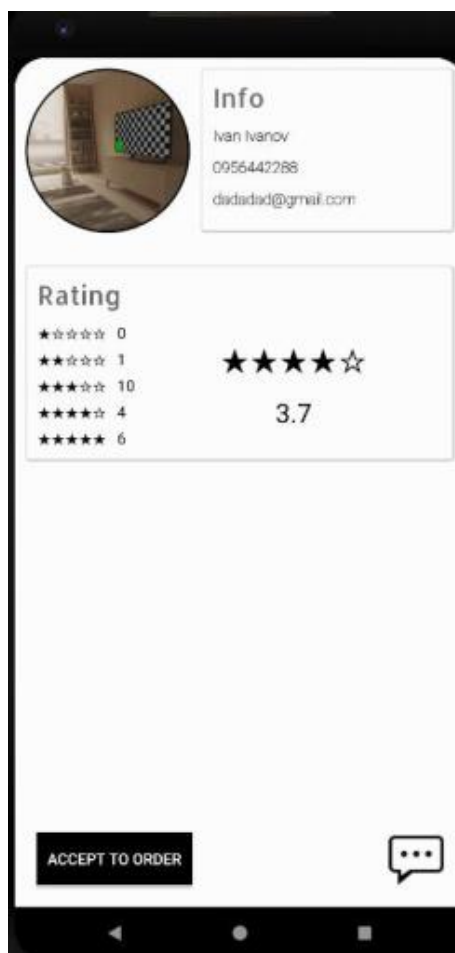 Info
Ivan Ivanov
0956442288
dadadad@gmail.com
Rating
★☆☆☆☆ 0
★★☆☆☆ 1
★★★☆☆ 10
★★★★☆ 4
★★★★★ 6
★★★★☆
3.7
ACCEPT TO ORDER